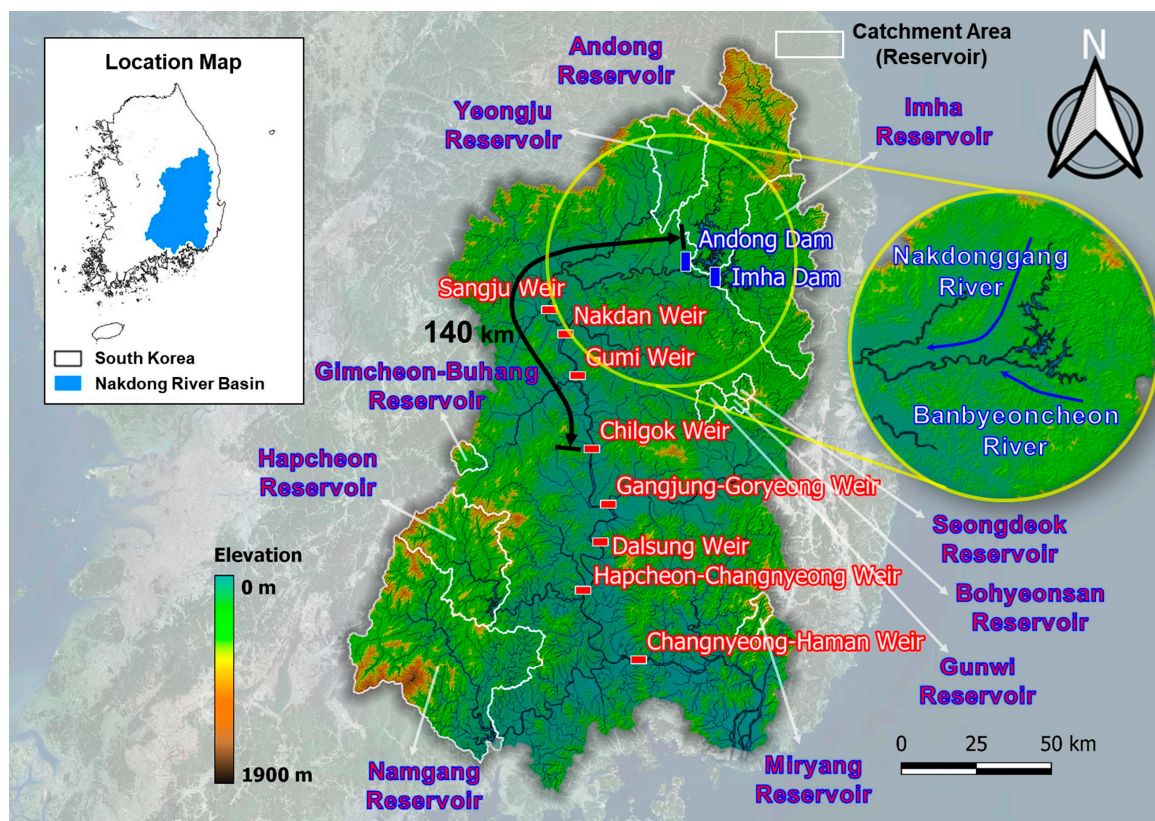 Location Map
South Korea
Nakdong River Basin
Andong
Reservoir
Catchment Area
(Reservoir)
N
Yeongju
Reservoir
Imha
Reservoir
Andong Dam
Imha Dam
Nakdonggang
River
Banbyeoncheon
River
Sangju Weir
Nakdan Weir
140 km
Gumi Weir
Gimcheon-Buhang
Reservoir
Chilgok Weir
Hapcheon
Reservoir
Gangjung-Goryeong Weir
Seongdeok
Reservoir
Dalsung Weir
Elevation
0 m
1900 m
Hapcheon-Changnyeong Weir
Bohyeonsan
Reservoir
Changnyeong-Haman Weir
Gunwi
Reservoir
Namgang
Reservoir
Miryang
Reservoir
0 25 50 km